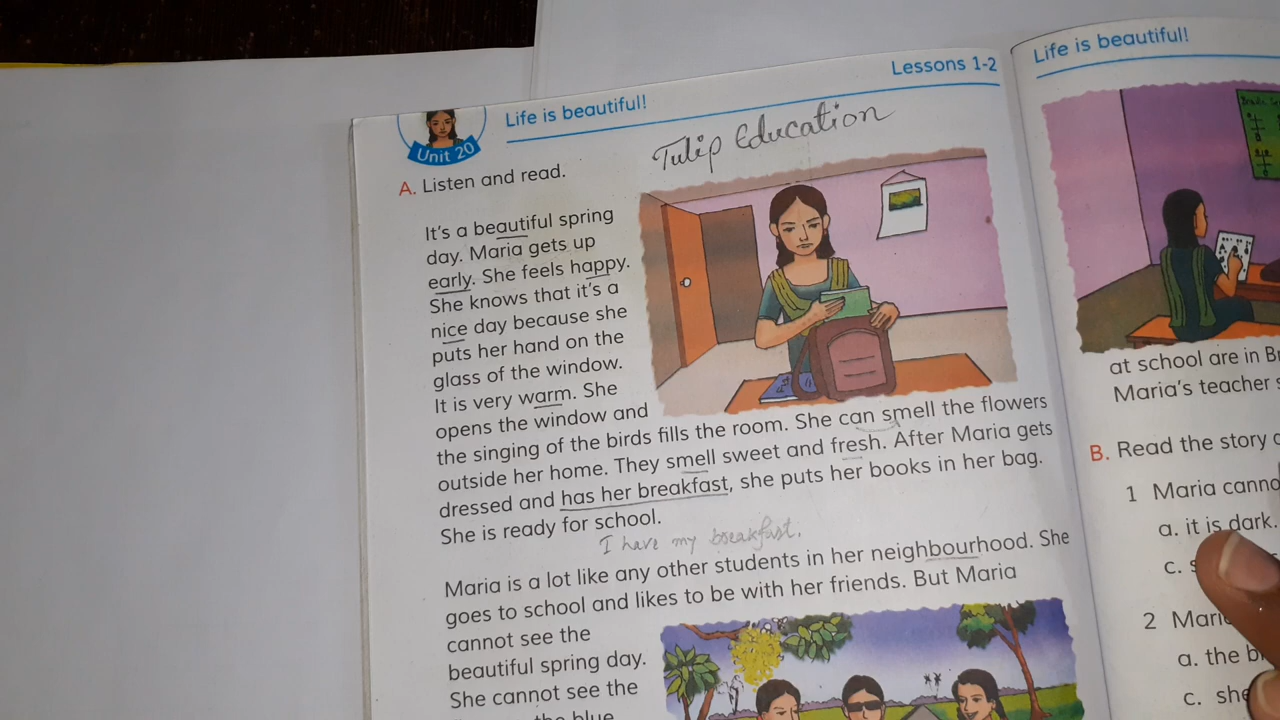 Life is beautiful!
Lessons 1-2
Unit 20
Tulip Education
A. Listen and read.
It's a beautiful spring
day. Maria gets up
early. She feels happy.
She knows that it's a
nice day because she
puts her hand on the
glass of the window.
It is very warm. She
opens the window and
the singing of the birds fills the room. She can smell the flowers
outside her home. They smell sweet and fresh. After Maria gets
dressed and has her breakfast, she puts her books in her bag.
She is ready for school.
I have my breakfast.
Maria is a lot like any other students in her neighbourhood. She
goes to school and likes to be with her friends. But Maria
cannot see the
beautiful spring day.
She cannot see the
the blue
Life is beautiful!
at school are in
Maria's teacher
B. Read the story
1 Maria
a. it is dark.
c.
2
a. the
c. she